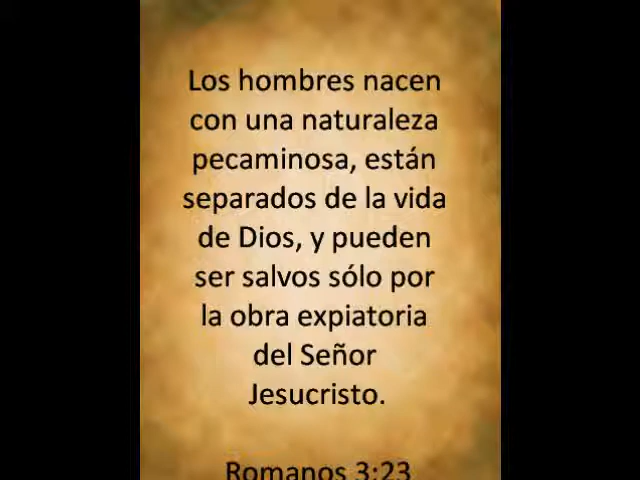 Los hombres nacen
con una naturaleza
pecaminosa, están
separados de la vida
de Dios, y pueden
ser salvos sólo por
la obra expiatoria
del Señor
Jesucristo.
Romanos 3:23